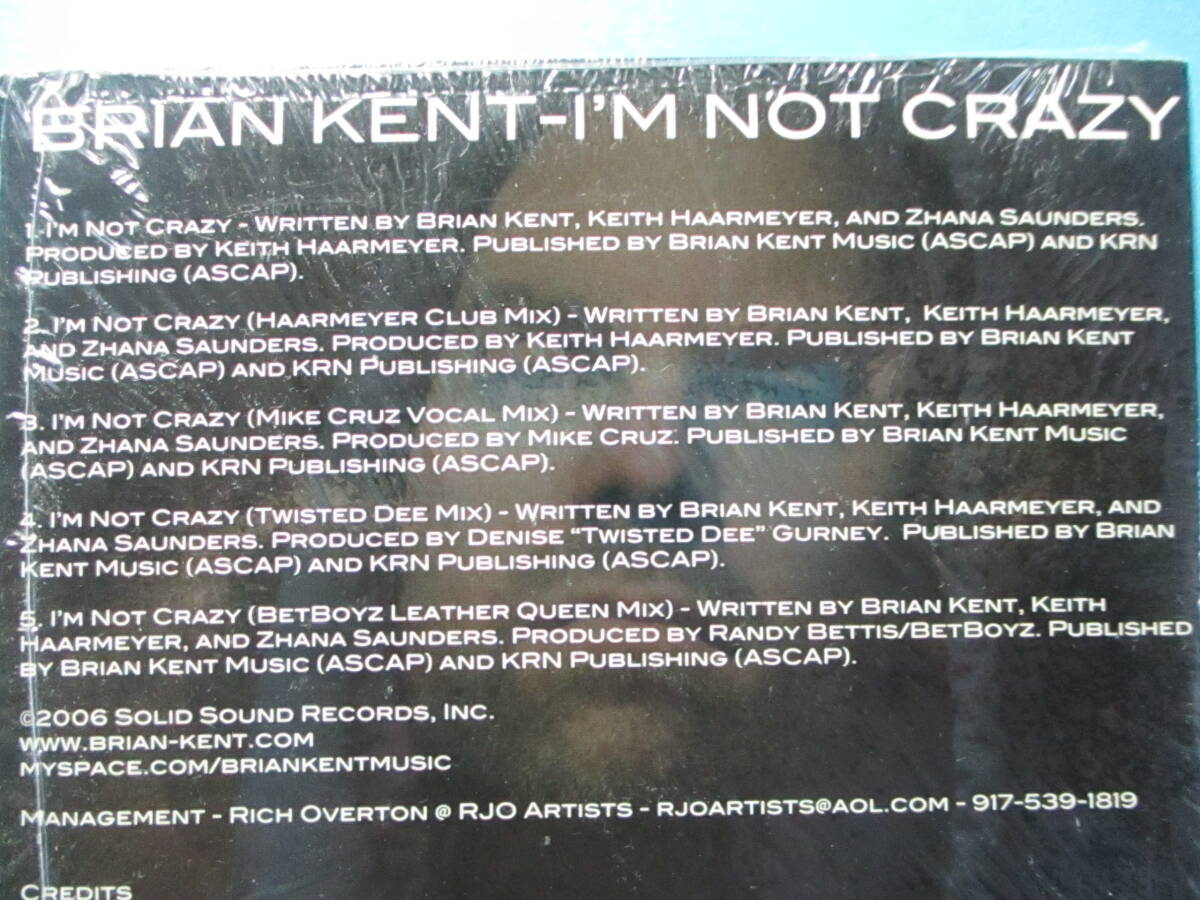 BRIAN KENT-I'M NOT CRAZY
1. I'M NOT CRAZY - WRITTEN BY BRIAN KENT, KEITH HAARMEYER, AND ZHANA SAUNDERS.
PRODUCED BY KEITH HAARMEYER. PUBLISHED BY BRIAN KENT MUSIC (ASCAP) AND KRN
PUBLISHING (ASCAP).
2. I'M NOT CRAZY (HAARMEYER CLUB MIX) - WRITTEN BY BRIAN KENT, KEITH HAARMEYER,
AND ZHANA SAUNDERS. PRODUCED BY KEITH HAARMEYER. PUBLISHED BY BRIAN KENT
MUSIC (ASCAP) AND KRN PUBLISHING (ASCAP).
3. I'M NOT CRAZY (MIKE CRUZ VOCAL MIX) - WRITTEN BY BRIAN KENT, KEITH HAARMEYER,
AND ZHANA SAUNDERS. PRODUCED BY MIKE CRUZ. PUBLISHED BY BRIAN KENT MUSIC
(ASCAP) AND KRN PUBLISHING (ASCAP).
4. I'M NOT CRAZY (TWISTED DEE MIX) - WRITTEN BY BRIAN KENT, KEITH HAARMEYER, AND
ZHANA SAUNDERS. PRODUCED BY DENISE "TWISTED DEE" GURNEY. PUBLISHED BY BRIAN
KENT MUSIC (ASCAP) AND KRN PUBLISHING (ASCAP).
5. I'M NOT CRAZY (BETBOYZ LEATHER QUEEN MIX) - WRITTEN BY BRIAN KENT, KEITH
HAARMEYER, AND ZHANA SAUNDERS. PRODUCED BY RANDY BETTIS/BETBOYZ. PUBLISHED
BY BRIAN KENT MUSIC (ASCAP) AND KRN PUBLISHING (ASCAP).
©2006 SOLID SOUND RECORDS, INC.
WWW.BRIAN-KENT.COM
MYSPACE.COM/BRIANKENTMUSIC
MANAGEMENT - RICH OVERTON @ RJO ARTISTS - RJOARTISTS@AOL.COM - 917-539-1819
CREDITS